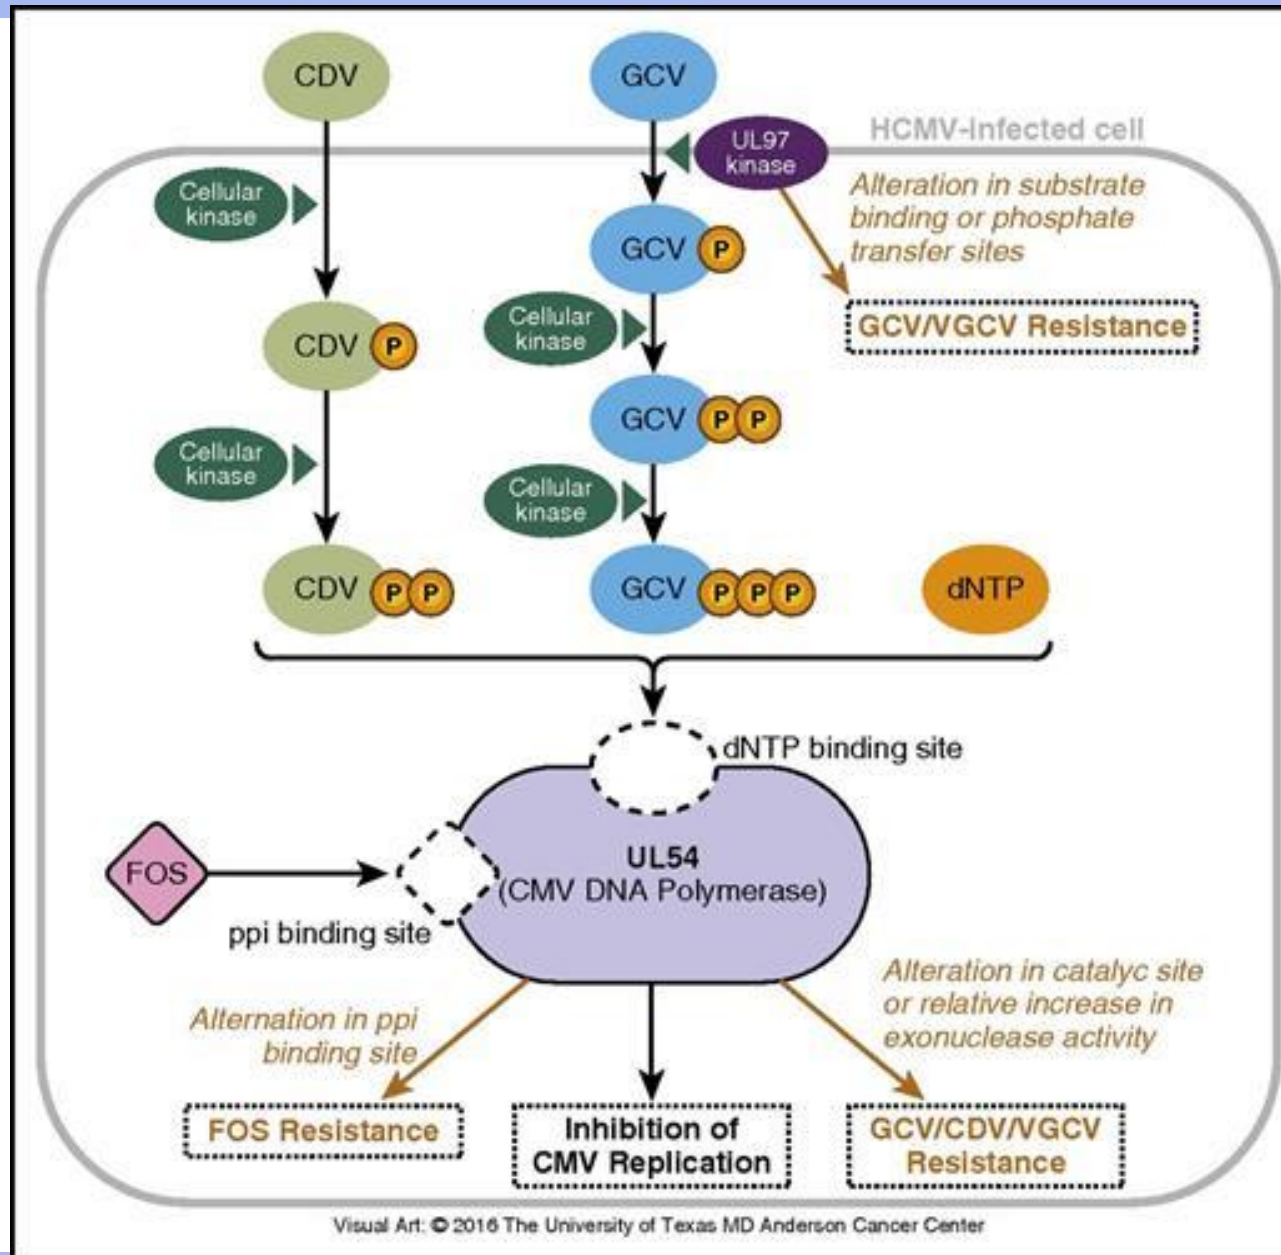 CDV
GCV
HCMV-infected cell
UL97
kinase
Cellular
kinase
Alteration in substrate
binding or phosphate
transfer sites
GCV
P
GCV/VGCV Resistance
Cellular
kinase
CDV
P
GCV
P P
Cellular
kinase
Cellular
kinase
CDV
P P
GCV
P P P
dNTP
dNTP binding site
UL54
(CMV DNA Polymerase)
FOS
ppi binding site
Alternation in ppi
binding site
Alteration in catalyc site
or relative increase in
exonuclease activity
FOS Resistance
Inhibition of
CMV Replication
GCV/CDV/VGCV
Resistance
Visual Art: © 2016 The University of Texas MD Anderson Cancer Center